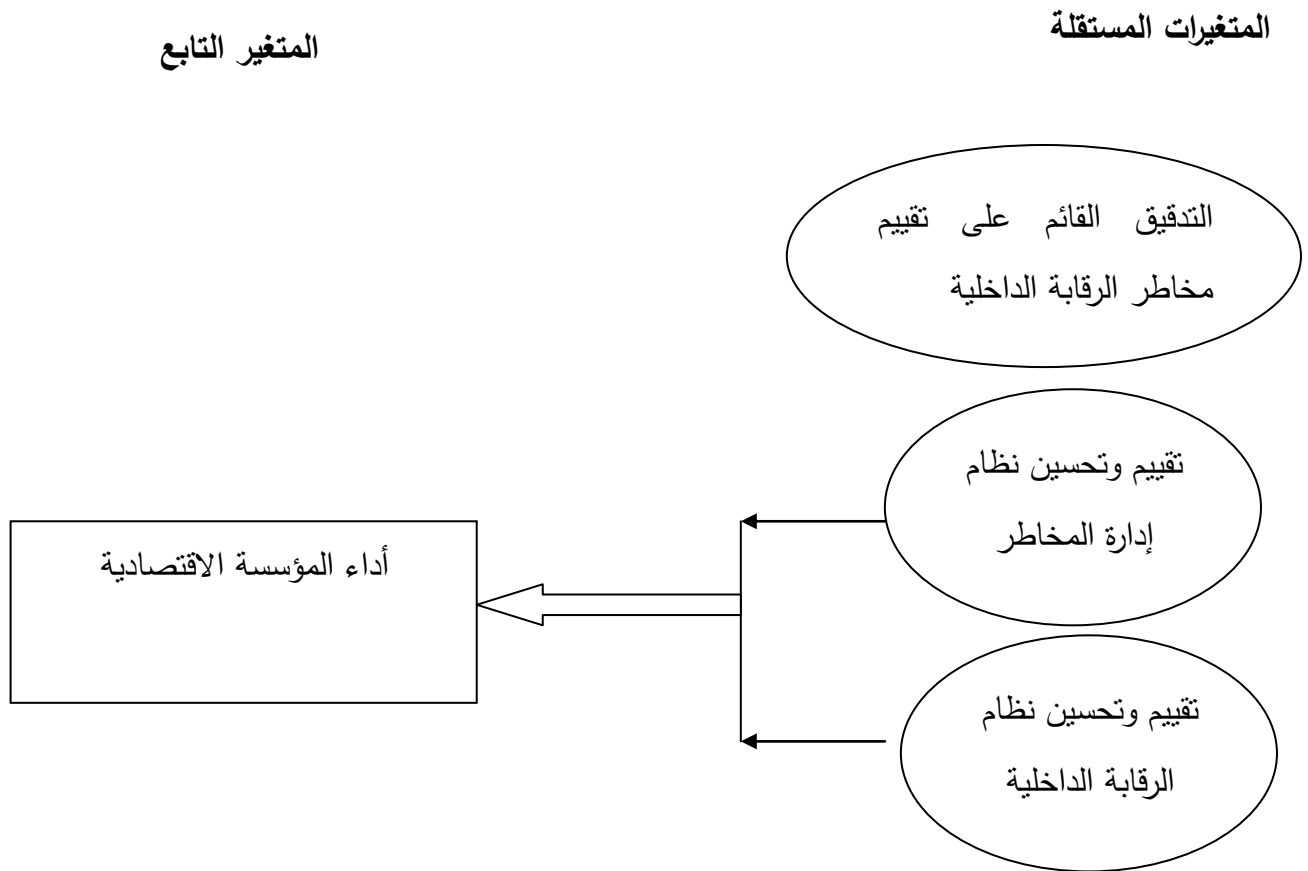 المتغيرات المستقلة
المتغير التابع
التدقيق القائم على تقييم
مخاطر الرقابة الداخلية
تقييم وتحسين نظام
إدارة المخاطر
أداء المؤسسة الاقتصادية
تقييم وتحسين نظام
الرقابة الداخلية